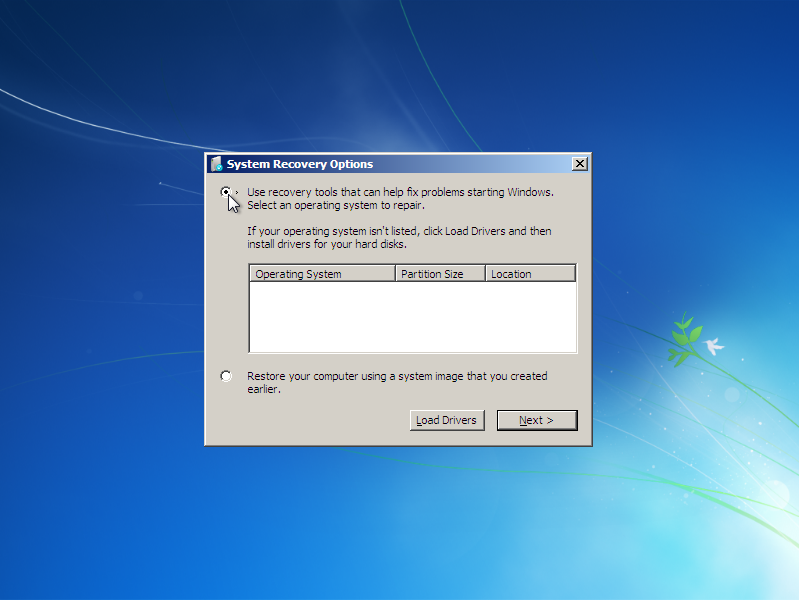 System Recovery Options
Use recovery tools that can help fix problems starting Windows.
Select an operating system to repair.
If your operating system isn't listed, click Load Drivers and then
install drivers for your hard disks.
Operating System Partition Size Location
Restore your computer using a system image that you created
earlier.
Load Drivers Next >